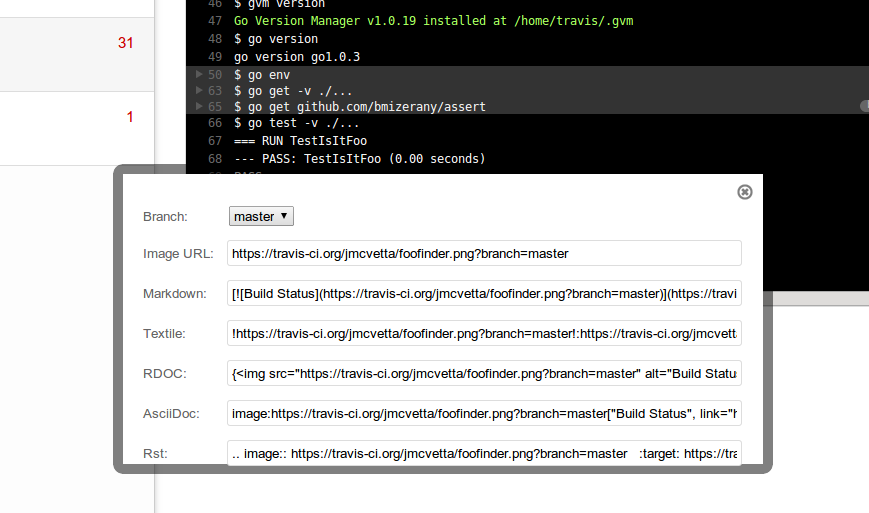 46 $ gvm version
47 Go Version Manager v1.0.19 installed at /home/travis/.gvm
48 $ go version
49 go version go1.0.3
50 $ go env
63 $ go get -v ./...
65 $ go get github.com/bmizerany/assert
66 $ go test -v ./...
67 === RUN TestIsItFoo
68 --- PASS: TestIsItFoo (0.00 seconds)
31
1
Branch: master
Image URL: https://travis-ci.org/jmcvetta/foofinder.png?branch=master
Markdown: [![Build Status](https://travis-ci.org/jmcvetta/foofinder.png?branch=master)](https://travi
Textile: !https://travis-ci.org/jmcvetta/foofinder.png?branch=master!:https://travis-ci.org/jmcvett
RDOC: {<img src="https://travis-ci.org/jmcvetta/foofinder.png?branch=master" alt="Build Statu
AsciiDoc: image:https://travis-ci.org/jmcvetta/foofinder.png?branch=master["Build Status", link="h
Rst: .. image:: https://travis-ci.org/jmcvetta/foofinder.png?branch=master :target: https://tra